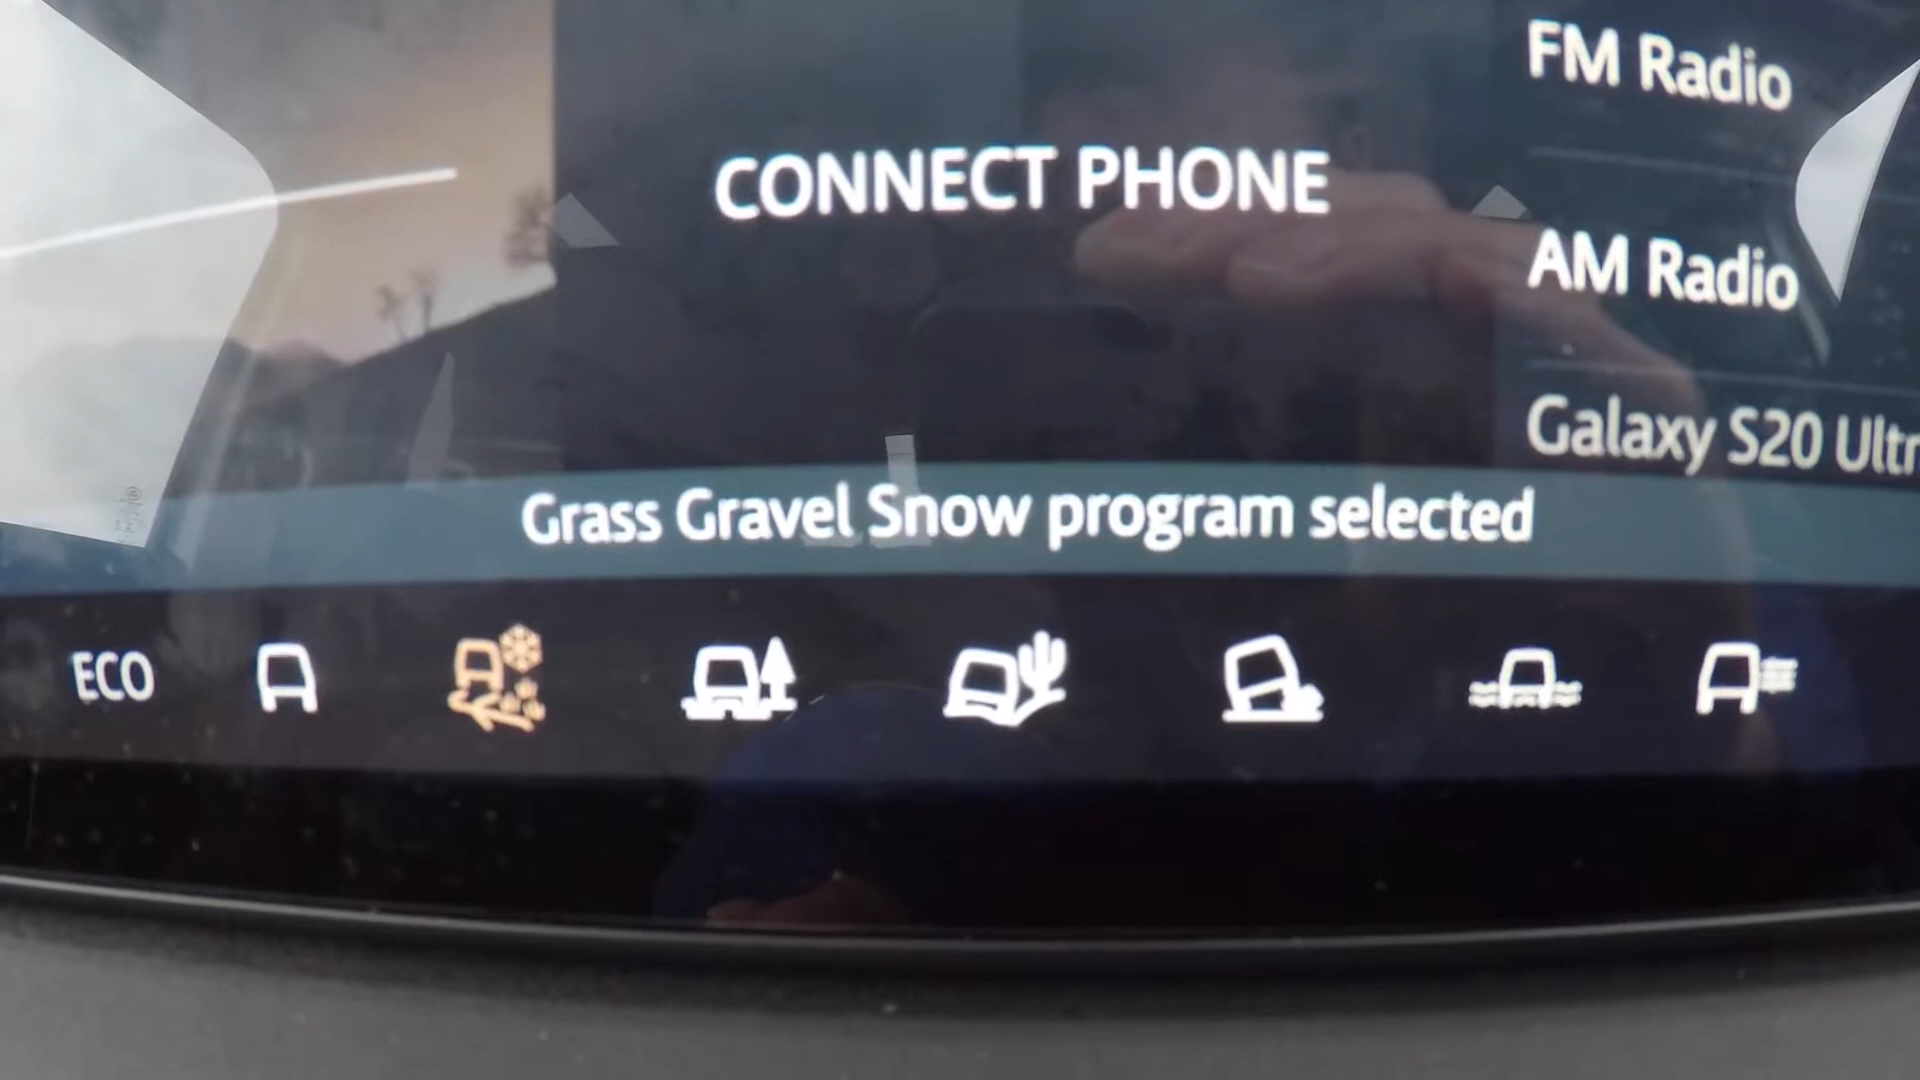 FM Radio
CONNECT PHONE
AM Radio
Galaxy S20 Ultr
Grass Gravel Snow program selected
ECO